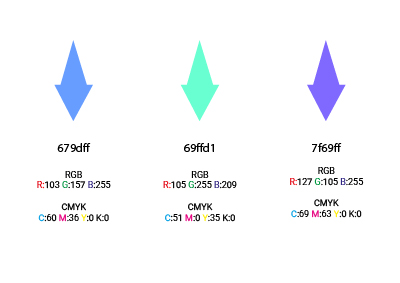 679dff
RGB
R:103 G:157 B:255
CMYK
C:60 M:36 Y:0 K:0
69ffd1
RGB
R:105 G:255 B:209
CMYK
C:51 M:0 Y:35 K:0
7f69ff
RGB
R:127 G:105 B:255
CMYK
C:69 M:63 Y:0 K:0